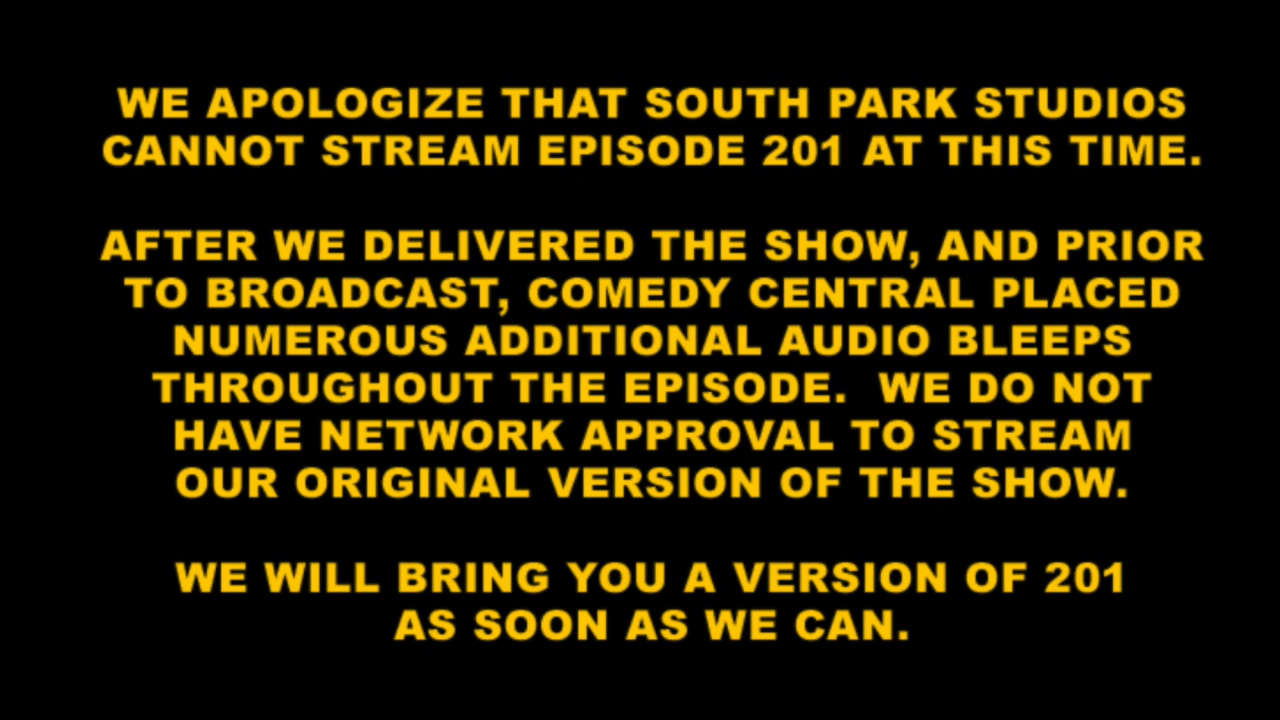 WE APOLOGIZE THAT SOUTH PARK STUDIOS
CANNOT STREAM EPISODE 201 AT THIS TIME.
AFTER WE DELIVERED THE SHOW, AND PRIOR
TO BROADCAST, COMEDY CENTRAL PLACED
NUMEROUS ADDITIONAL AUDIO BLEEPS
THROUGHOUT THE EPISODE.  WE DO NOT
HAVE NETWORK APPROVAL TO STREAM
OUR ORIGINAL VERSION OF THE SHOW.
WE WILL BRING YOU A VERSION OF 201
AS SOON AS WE CAN.